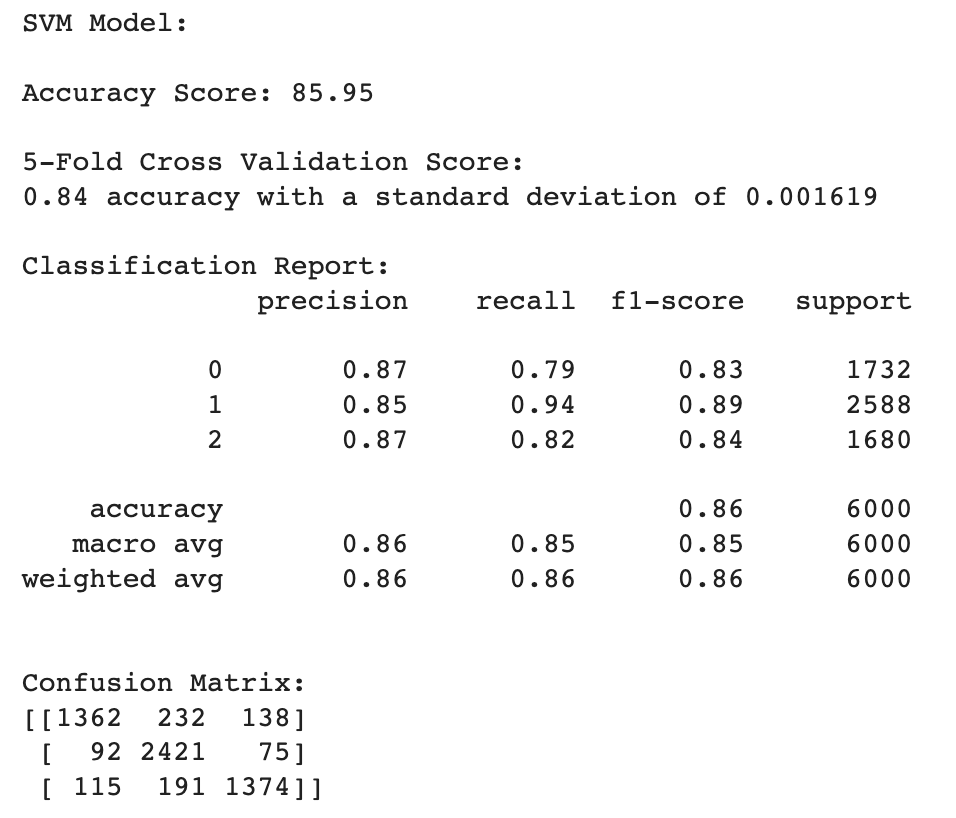 SVM Model:
Accuracy Score: 85.95
5-Fold Cross Validation Score:
0.84 accuracy with a standard deviation of 0.001619
Classification Report:
precision recall f1-score support
0 0.87 0.79 0.83 1732
1 0.85 0.94 0.89 2588
2 0.87 0.82 0.84 1680
accuracy 0.86 6000
macro avg 0.86 0.85 0.85 6000
weighted avg 0.86 0.86 0.86 6000
Confusion Matrix:
[[1362 232 138]
[ 92 2421 75]
[ 115 191 1374]]